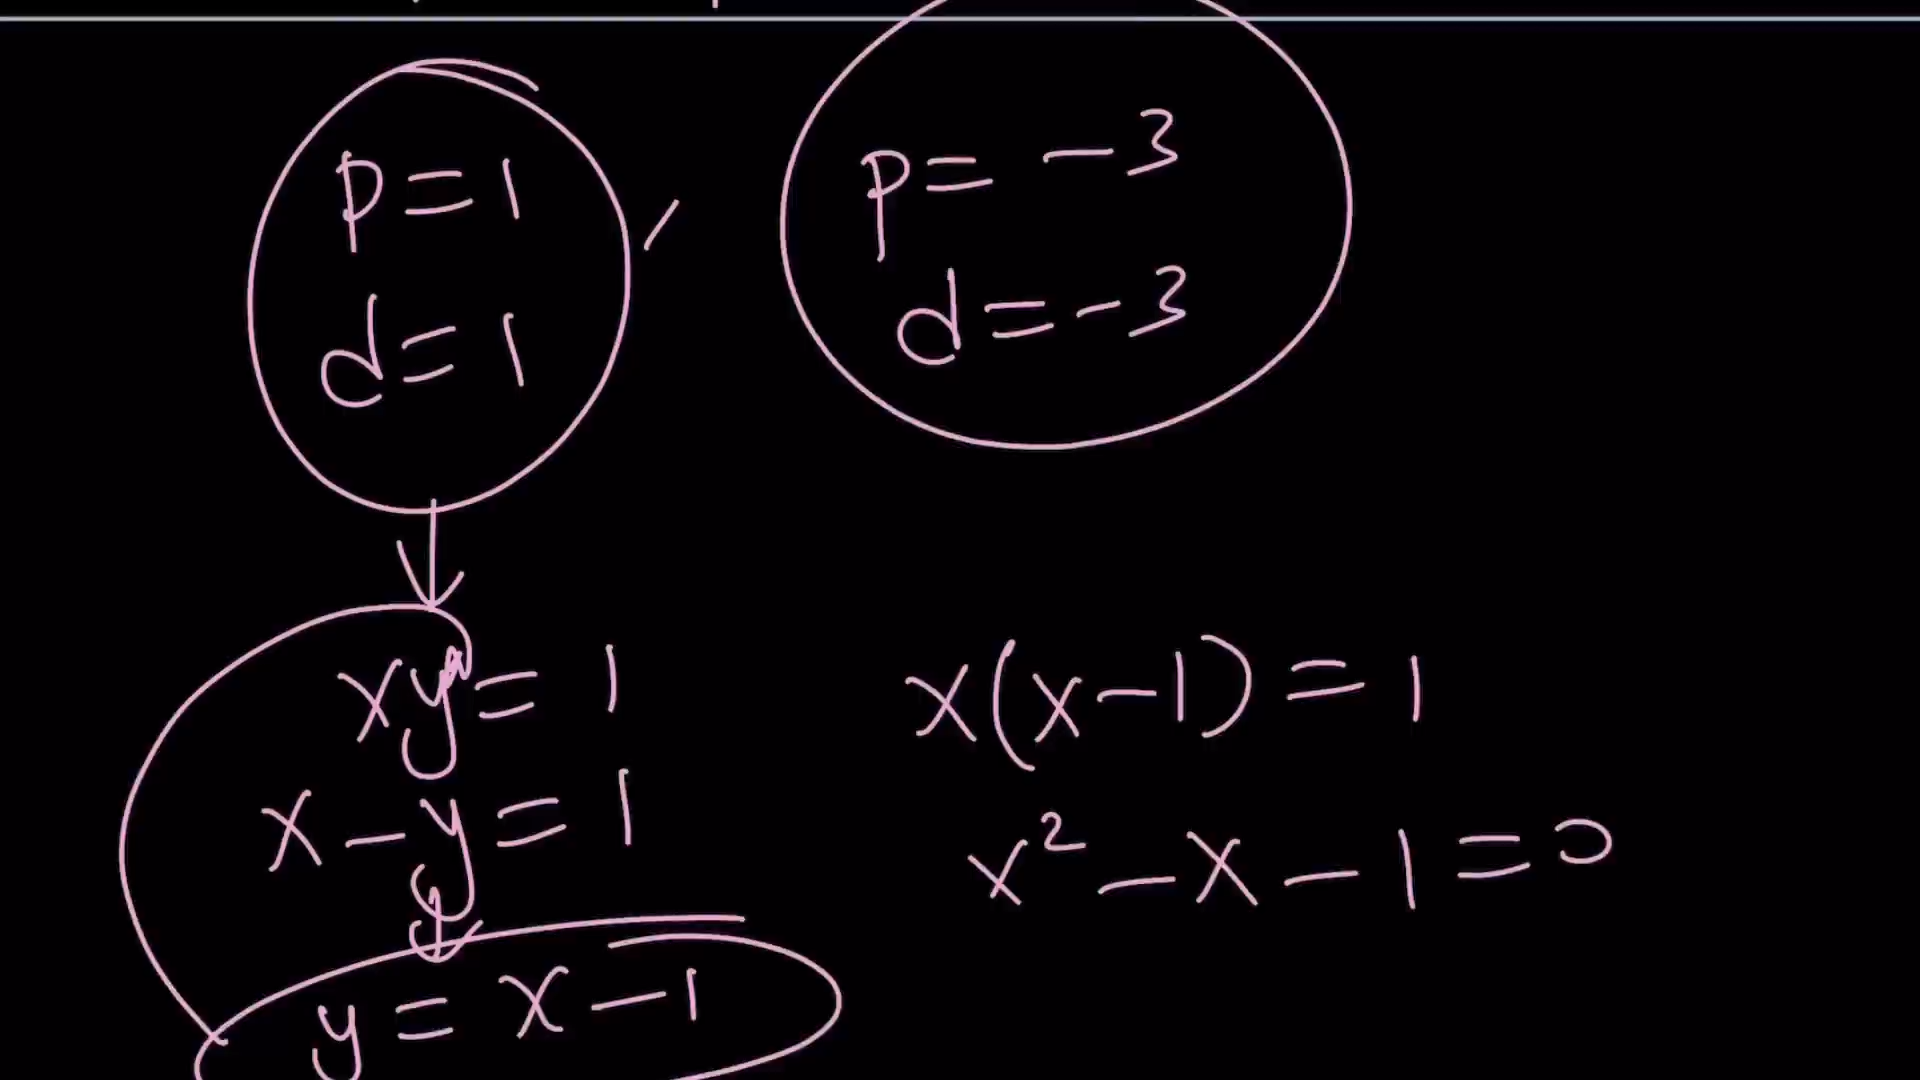 p = 1
d = 1
p = -3
d = -3
xy = 1
x - y = 1
y = x - 1
x(x - 1) = 1
x² - x - 1 = 0